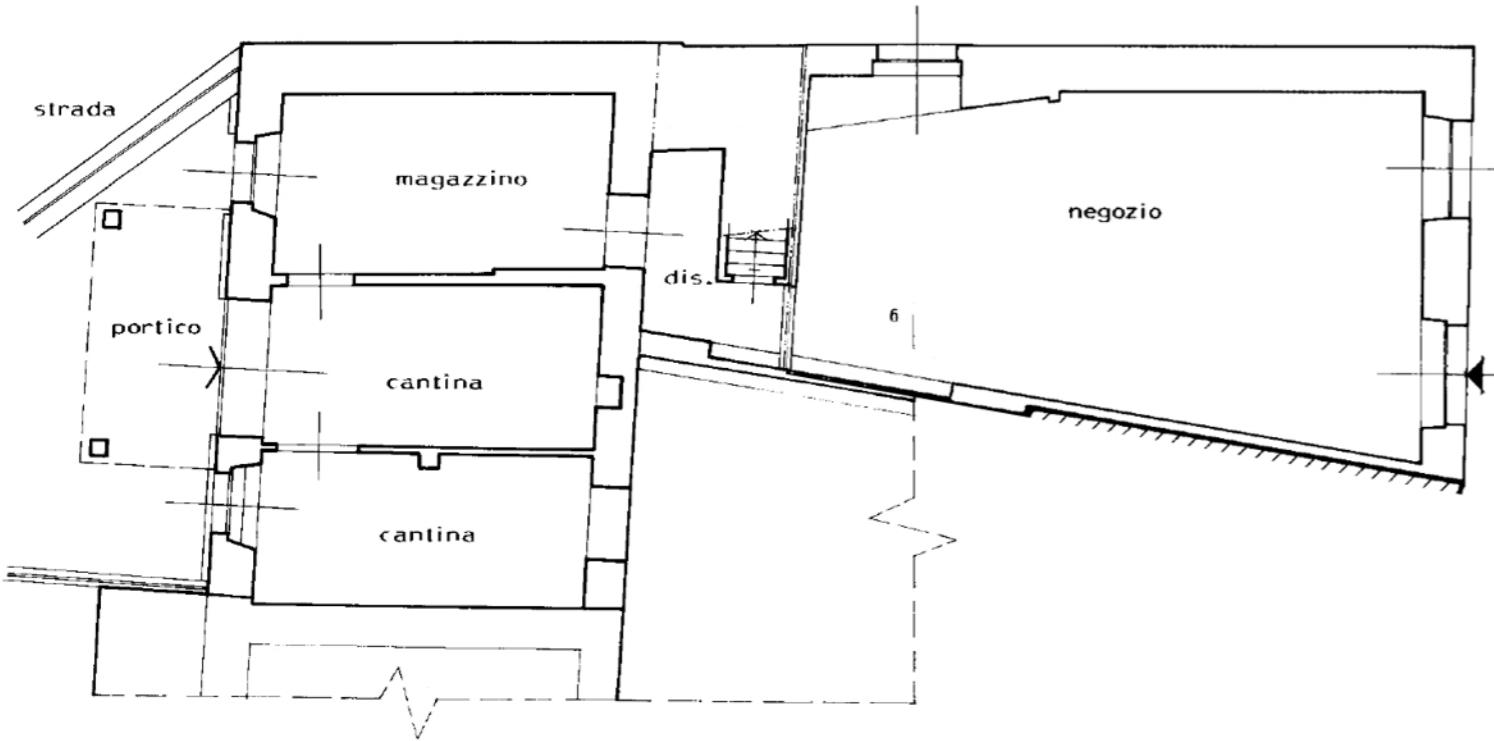 strada
magazzino
negozio
dis.
6
portico
cantina
cantina